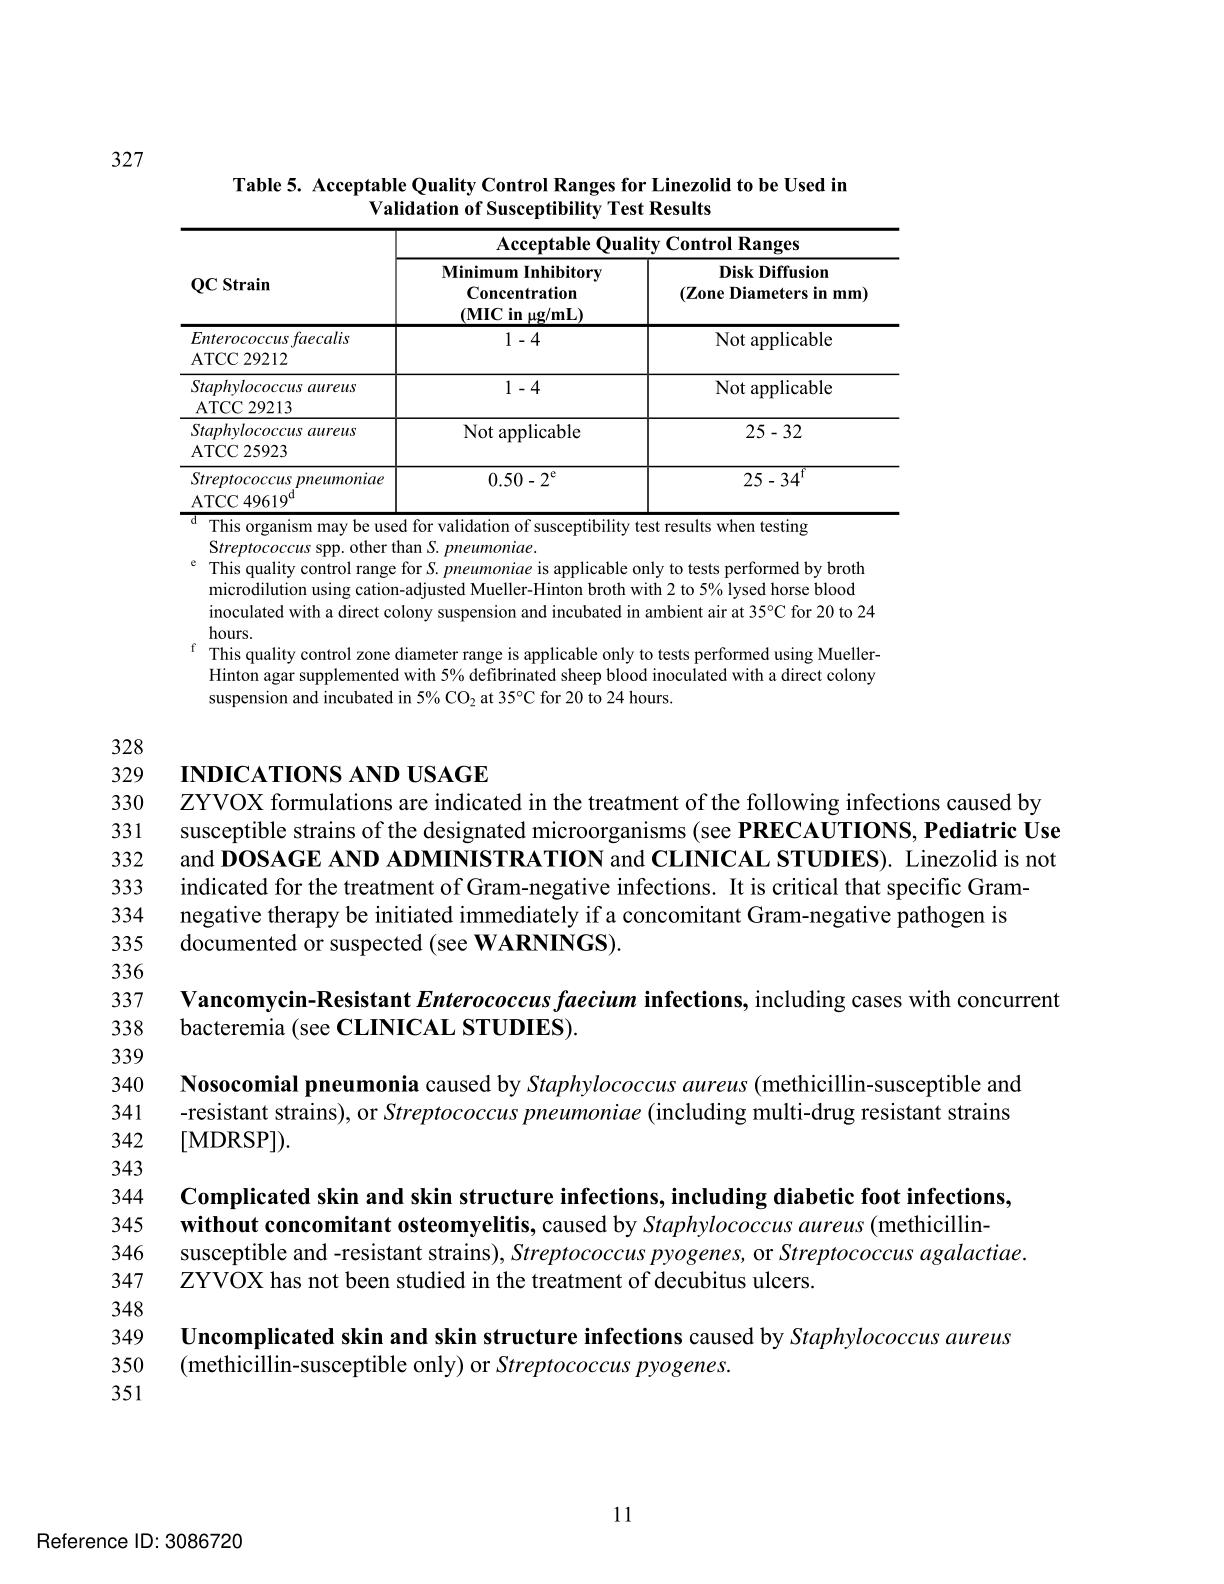 327
Table 5.  Acceptable Quality Control Ranges for Linezolid to be Used in
Validation of Susceptibility Test Results
Acceptable Quality Control Ranges
QC Strain
Minimum Inhibitory
Concentration
(MIC in μg/mL)
Disk Diffusion
(Zone Diameters in mm)
Enterococcus faecalis
ATCC 29212
1 - 4
Not applicable
Staphylococcus aureus
ATCC 29213
1 - 4
Not applicable
Staphylococcus aureus
ATCC 25923
Not applicable
25 - 32
Streptococcus pneumoniae
ATCC 49619d
0.50 - 2e
25 - 34f
d This organism may be used for validation of susceptibility test results when testing
Streptococcus spp. other than S. pneumoniae.
e This quality control range for S. pneumoniae is applicable only to tests performed by broth
microdilution using cation-adjusted Mueller-Hinton broth with 2 to 5% lysed horse blood
inoculated with a direct colony suspension and incubated in ambient air at 35°C for 20 to 24
hours.
f This quality control zone diameter range is applicable only to tests performed using Mueller-
Hinton agar supplemented with 5% defibrinated sheep blood inoculated with a direct colony
suspension and incubated in 5% CO2 at 35°C for 20 to 24 hours.
328
329 INDICATIONS AND USAGE
330 ZYVOX formulations are indicated in the treatment of the following infections caused by
331 susceptible strains of the designated microorganisms (see PRECAUTIONS, Pediatric Use
332 and DOSAGE AND ADMINISTRATION and CLINICAL STUDIES).  Linezolid is not
333 indicated for the treatment of Gram-negative infections.  It is critical that specific Gram-
334 negative therapy be initiated immediately if a concomitant Gram-negative pathogen is
335 documented or suspected (see WARNINGS).
336
337 Vancomycin-Resistant Enterococcus faecium infections, including cases with concurrent
338 bacteremia (see CLINICAL STUDIES).
339
340 Nosocomial pneumonia caused by Staphylococcus aureus (methicillin-susceptible and
341 -resistant strains), or Streptococcus pneumoniae (including multi-drug resistant strains
342 [MDRSP]).
343
344 Complicated skin and skin structure infections, including diabetic foot infections,
345 without concomitant osteomyelitis, caused by Staphylococcus aureus (methicillin-
346 susceptible and -resistant strains), Streptococcus pyogenes, or Streptococcus agalactiae.
347 ZYVOX has not been studied in the treatment of decubitus ulcers.
348
349 Uncomplicated skin and skin structure infections caused by Staphylococcus aureus
350 (methicillin-susceptible only) or Streptococcus pyogenes.
351
11
Reference ID: 3086720